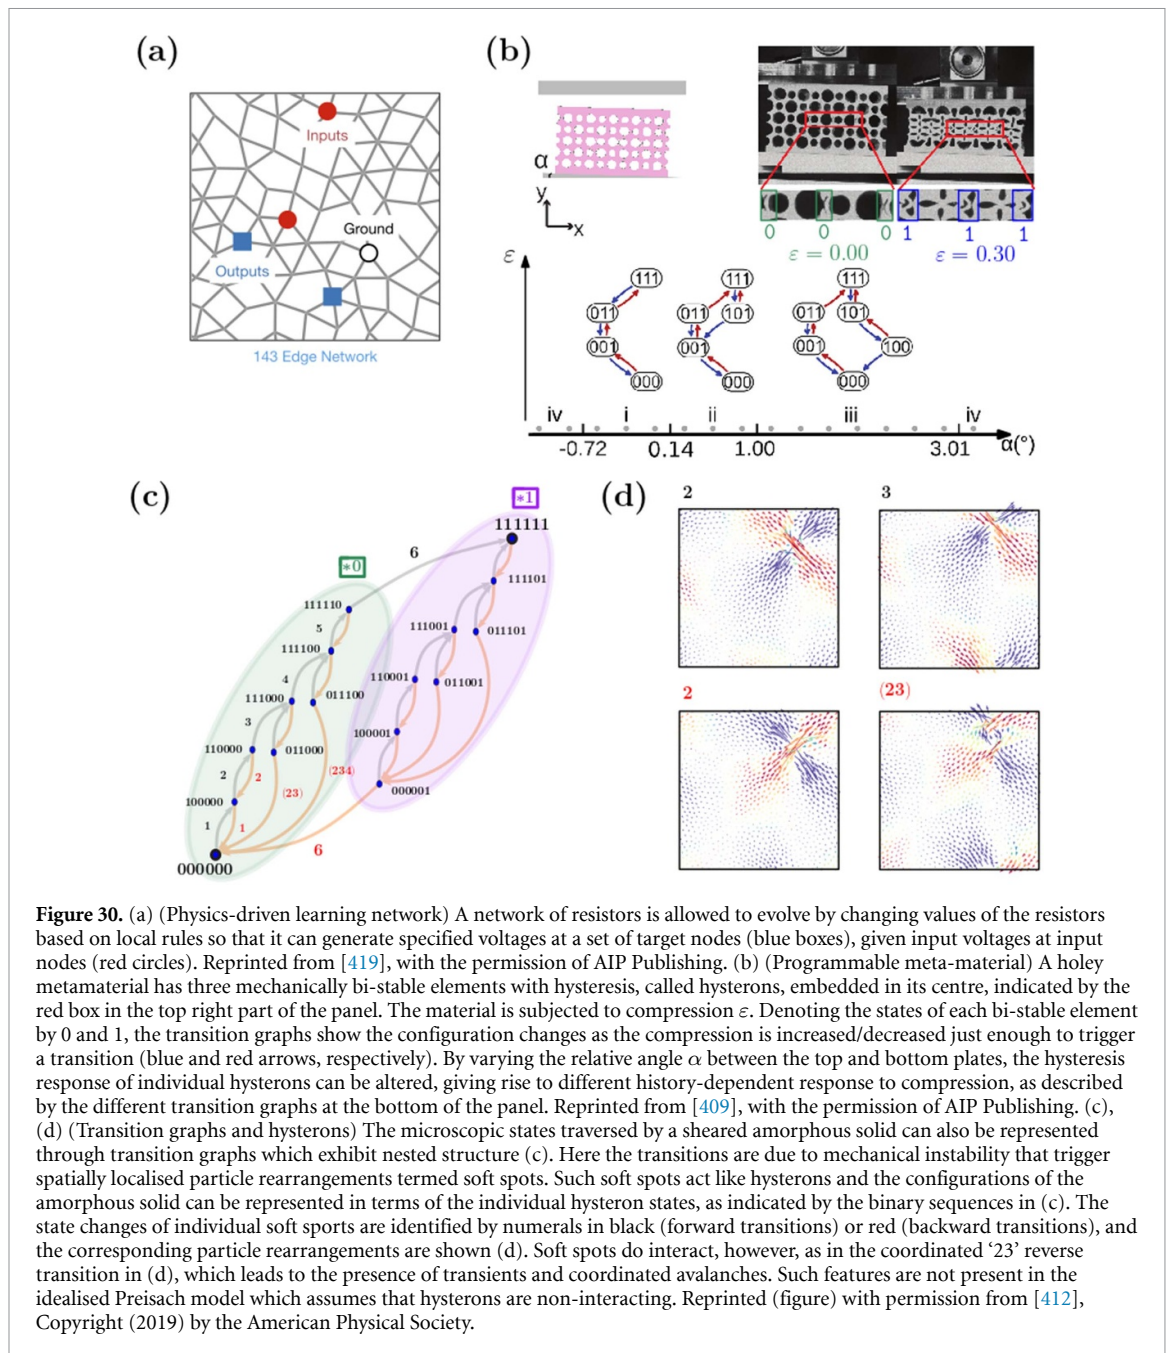 (a)
Inputs
Ground
Outputs
143 Edge Network
(b)
α
y
x
0 0 0
ε = 0.00
1 1 1
ε = 0.30
ε
111
011
001
000
111
011 101
001
000
111
011 101
001 100
000
iv i ii iii iv
-0.72 0.14 1.00 3.01 α(°)
(c)
*1
111111
6
*0
111101
111110
5
111001 011101
111100
4
110001 011001
111000 011100
3
100001
110000 011000
(234)
2 2 (23)
000001
100000
1 1
6
000000
(d)
2 3
2 (23)
Figure 30. (a) (Physics-driven learning network) A network of resistors is allowed to evolve by changing values of the resistors
based on local rules so that it can generate specified voltages at a set of target nodes (blue boxes), given input voltages at input
nodes (red circles). Reprinted from [419], with the permission of AIP Publishing. (b) (Programmable meta-material) A holey
metamaterial has three mechanically bi-stable elements with hysteresis, called hysterons, embedded in its centre, indicated by the
red box in the top right part of the panel. The material is subjected to compression ε. Denoting the states of each bi-stable element
by 0 and 1, the transition graphs show the configuration changes as the compression is increased/decreased just enough to trigger
a transition (blue and red arrows, respectively). By varying the relative angle α between the top and bottom plates, the hysteresis
response of individual hysterons can be altered, giving rise to different history-dependent response to compression, as described
by the different transition graphs at the bottom of the panel. Reprinted from [409], with the permission of AIP Publishing. (c),
(d) (Transition graphs and hysterons) The microscopic states traversed by a sheared amorphous solid can also be represented
through transition graphs which exhibit nested structure (c). Here the transitions are due to mechanical instability that trigger
spatially localised particle rearrangements termed soft spots. Such soft spots act like hysterons and the configurations of the
amorphous solid can be represented in terms of the individual hysteron states, as indicated by the binary sequences in (c). The
state changes of individual soft sports are identified by numerals in black (forward transitions) or red (backward transitions), and
the corresponding particle rearrangements are shown (d). Soft spots do interact, however, as in the coordinated ‘23’ reverse
transition in (d), which leads to the presence of transients and coordinated avalanches. Such features are not present in the
idealised Preisach model which assumes that hysterons are non-interacting. Reprinted (figure) with permission from [412],
Copyright (2019) by the American Physical Society.